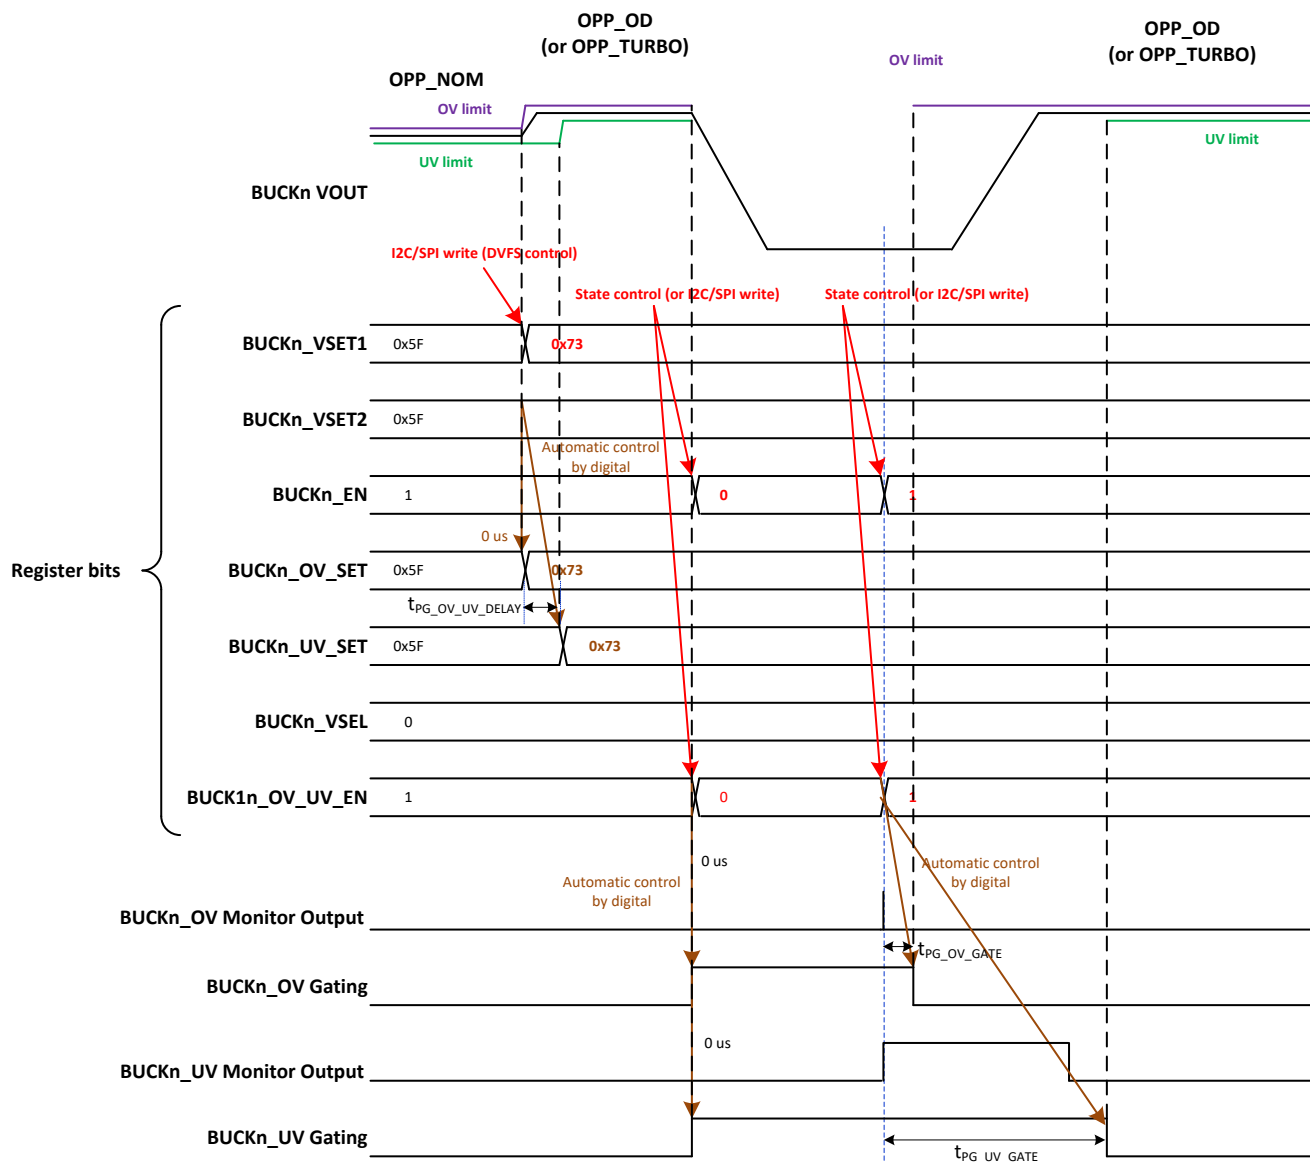 OPP_OD
(or OPP_TURBO)
OPP_OD
(or OPP_TURBO)
OV limit
OPP_NOM
OV limit
UV limit
UV limit
BUCKn VOUT
I2C/SPI write (DVFS control)
State control (or I2C/SPI write)
State control (or I2C/SPI write)
BUCKn_VSET1
0x5F
0x73
BUCKn_VSET2
0x5F
Automatic control
by digital
BUCKn_EN
1
0
1
0 us
Register bits
BUCKn_OV_SET
0x5F
0x73
tPG_OV_UV_DELAY
BUCKn_UV_SET
0x5F
0x73
BUCKn_VSEL
0
BUCK1n_OV_UV_EN
1
0
1
0 us
Automatic control
by digital
Automatic control
by digital
BUCKn_OV Monitor Output
tPG_OV_GATE
BUCKn_OV Gating
0 us
BUCKn_UV Monitor Output
BUCKn_UV Gating
tPG_UV_GATE